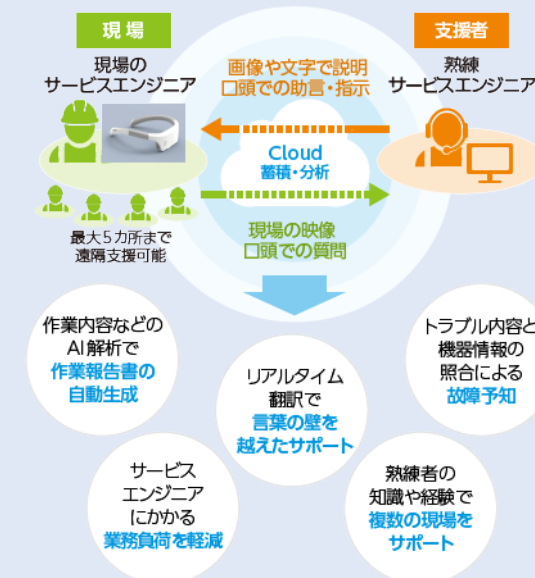 現場
支援者
現場の
サービスエンジニア
画像や文字で説明
口頭での助言・指示
熟練
サービスエンジニア
Cloud
蓄積・分析
最大5カ所まで
遠隔支援可能
現場の映像
口頭での質問
作業内容などの
AI解析で
作業報告書の
自動生成
リアルタイム
翻訳で
言葉の壁を
越えたサポート
トラブル内容と
機器情報の
照合による
故障予知
サービス
エンジニア
にかかる
業務負荷を軽減
熟練者の
知識や経験で
複数の現場を
サポート